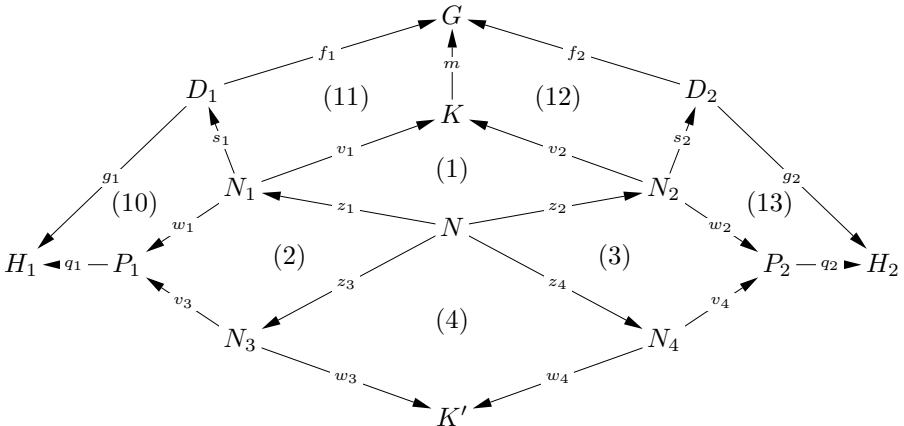 G
f₁ f₂
m
D₁ D₂
(11) (12)
K
s₁ v₁ v₂ s₂
(1)
g₁ g₂
N₁ N₂
(10) (13)
z₁ z₂
w₁ N w₂
(2) (3)
H₁ q₁ P₁ P₂ q₂ H₂
z₃ z₄
v₃ v₄
(4)
N₃ N₄
w₃ w₄
K′